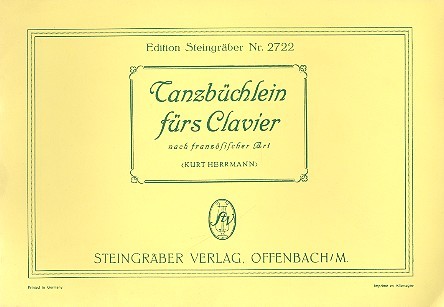 Edition Steingräber Nr. 2722
Tanzbüchlein
fürs Clavier
nach französischer Art
(KURT HERRMANN)
StV
STEINGRÄBER VERLAG, OFFENBACH/M.
Printed in Germany
Imprimé en Allemagne